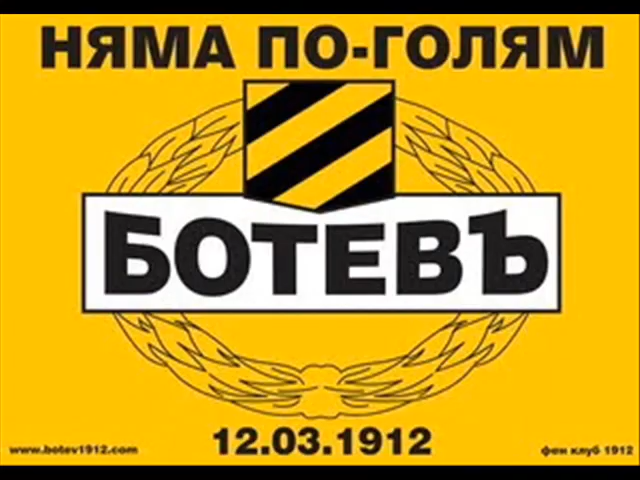 НЯМА ПО-ГОЛЯМ
БОТЕВЪ
12.03.1912
www.botev1912.com
фен клуб 1912